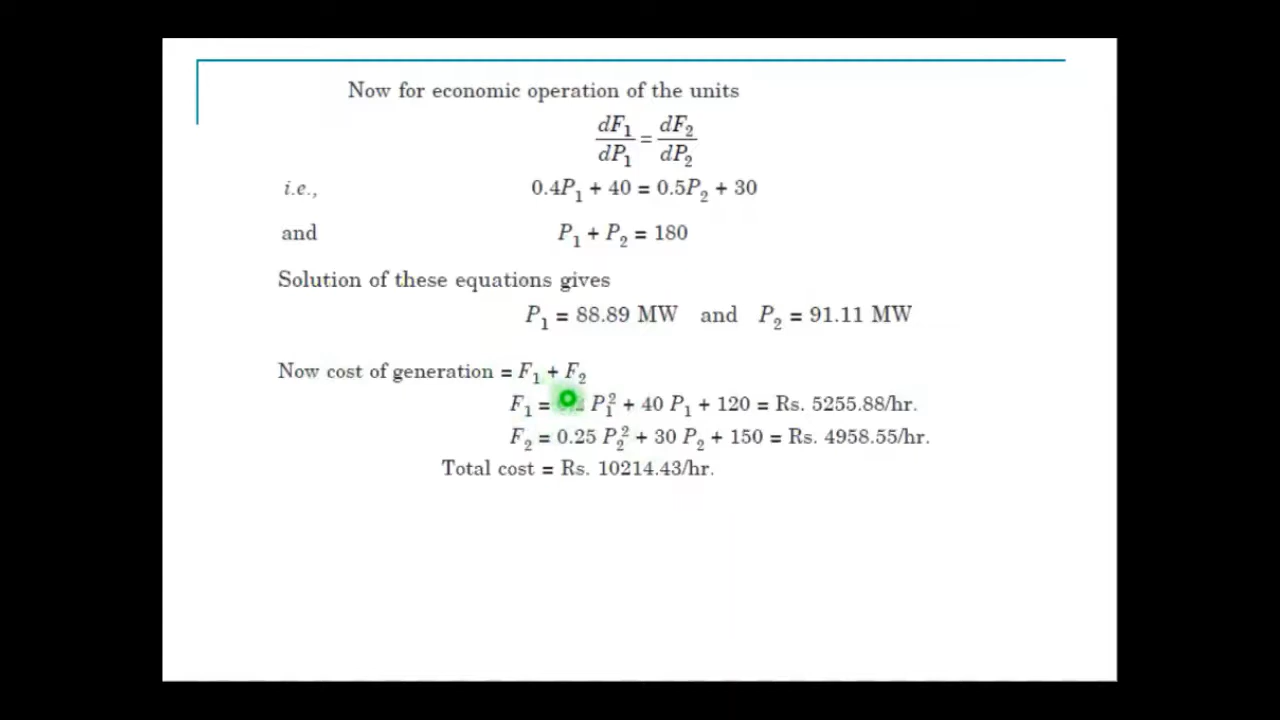 Now for economic operation of the units
dF₁/dP₁ = dF₂/dP₂
i.e., 0.4P₁ + 40 = 0.5P₂ + 30
and P₁ + P₂ = 180
Solution of these equations gives
P₁ = 88.89 MW and P₂ = 91.11 MW
Now cost of generation = F₁ + F₂
F₁ = P₁² + 40 P₁ + 120 = Rs. 5255.88/hr.
F₂ = 0.25 P₂² + 30 P₂ + 150 = Rs. 4958.55/hr.
Total cost = Rs. 10214.43/hr.